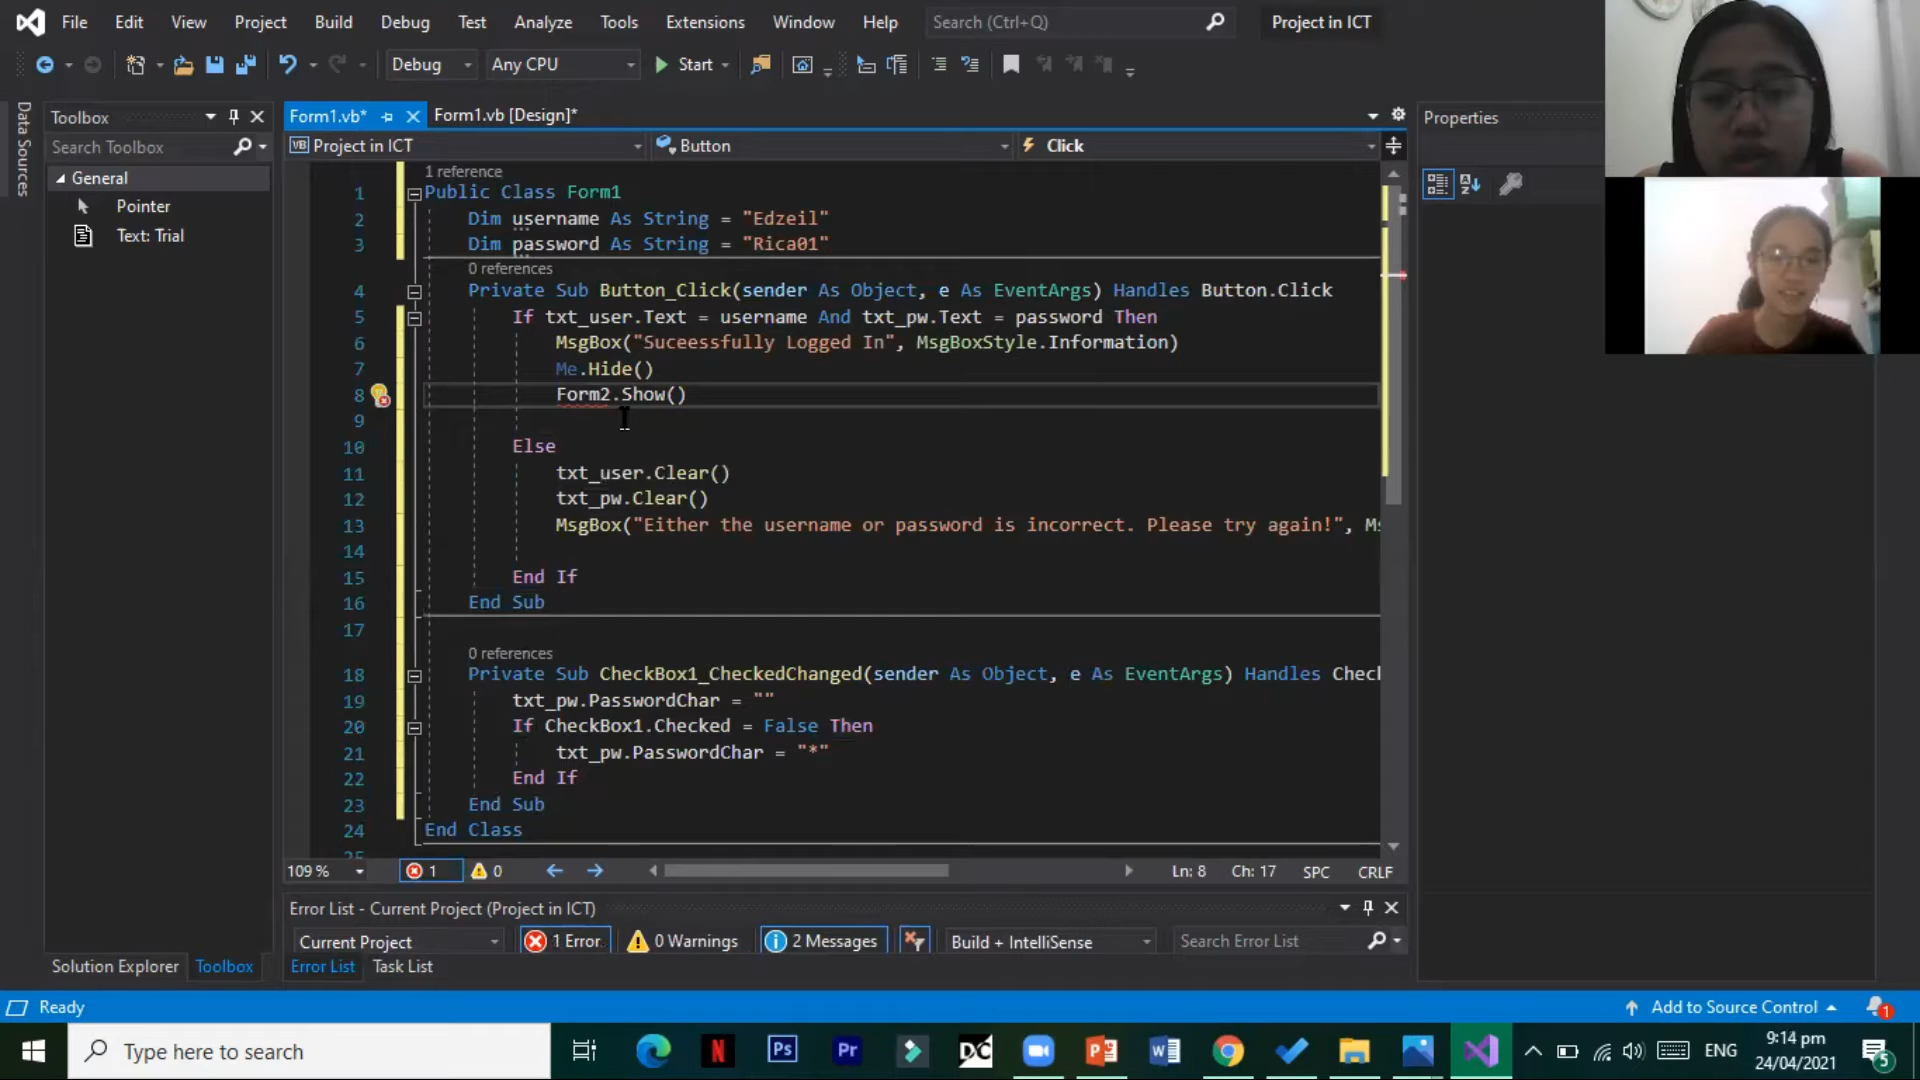 File Edit View Project Build Debug Test Analyze Tools Extensions Window Help Search (Ctrl+Q) Project in ICT
Debug Any CPU Start
Data Sources
Toolbox
Search Toolbox
General
Pointer
Text: Trial
Form1.vb* Form1.vb [Design]*
Project in ICT Button Click
1 reference
1 Public Class Form1
2 Dim username As String = "Edzeil"
3 Dim password As String = "Rica01"
0 references
4 Private Sub Button_Click(sender As Object, e As EventArgs) Handles Button.Click
5 If txt_user.Text = username And txt_pw.Text = password Then
6 MsgBox("Suceessfully Logged In", MsgBoxStyle.Information)
7 Me.Hide()
8 Form2.Show()
9
10 Else
11 txt_user.Clear()
12 txt_pw.Clear()
13 MsgBox("Either the username or password is incorrect. Please try again!", Ms
14
15 End If
16 End Sub
17
0 references
18 Private Sub CheckBox1_CheckedChanged(sender As Object, e As EventArgs) Handles Check
19 txt_pw.PasswordChar = ""
20 If CheckBox1.Checked = False Then
21 txt_pw.PasswordChar = "*"
22 End If
23 End Sub
24 End Class
25
109 % 1 0 Ln: 8 Ch: 17 SPC CRLF
Error List - Current Project (Project in ICT)
Current Project 1 Error 0 Warnings 2 Messages Build + IntelliSense Search Error List
Solution Explorer Toolbox Error List Task List
Properties
Ready Add to Source Control 1
Type here to search Ps Pr DC ENG 9:14 pm
24/04/2021 5